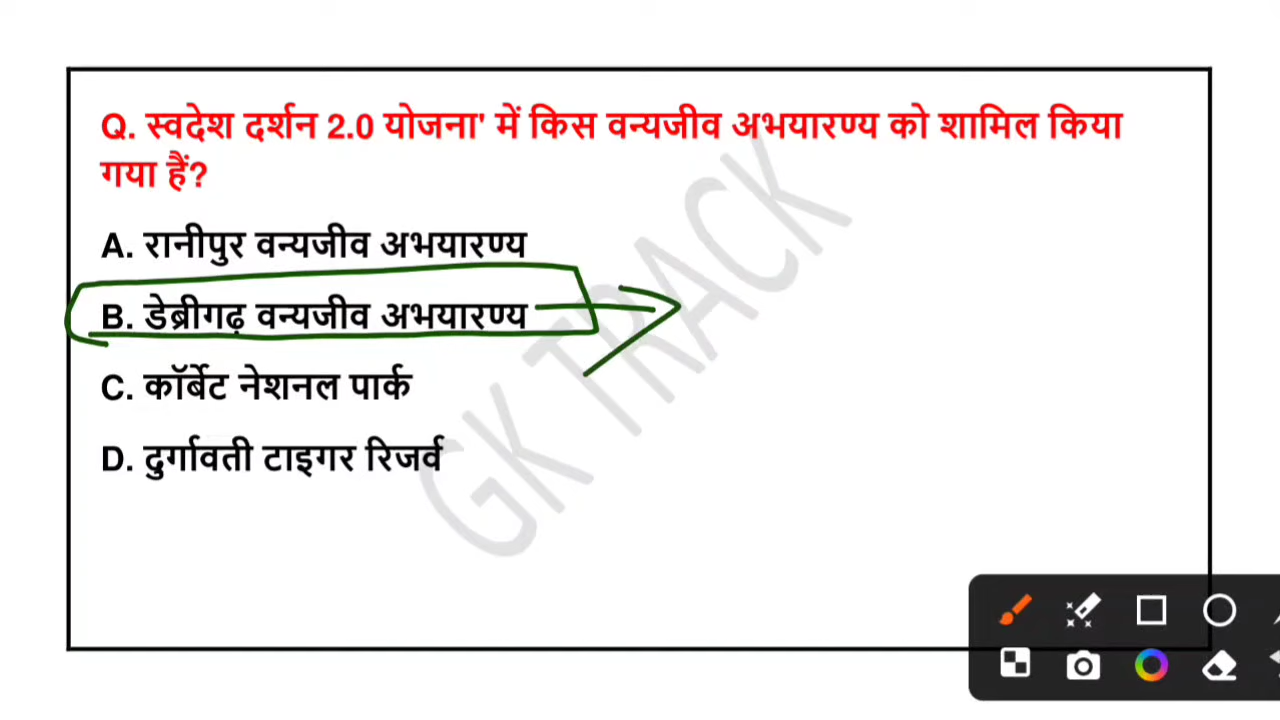 Q. स्वदेश दर्शन 2.0 योजना' में किस वन्यजीव अभयारण्य को शामिल किया
गया हैं?
A. रानीपुर वन्यजीव अभयारण्य
B. डेब्रीगढ़ वन्यजीव अभयारण्य
C. कॉर्बेट नेशनल पार्क
D. दुर्गावती टाइगर रिजर्व
GK TRACK